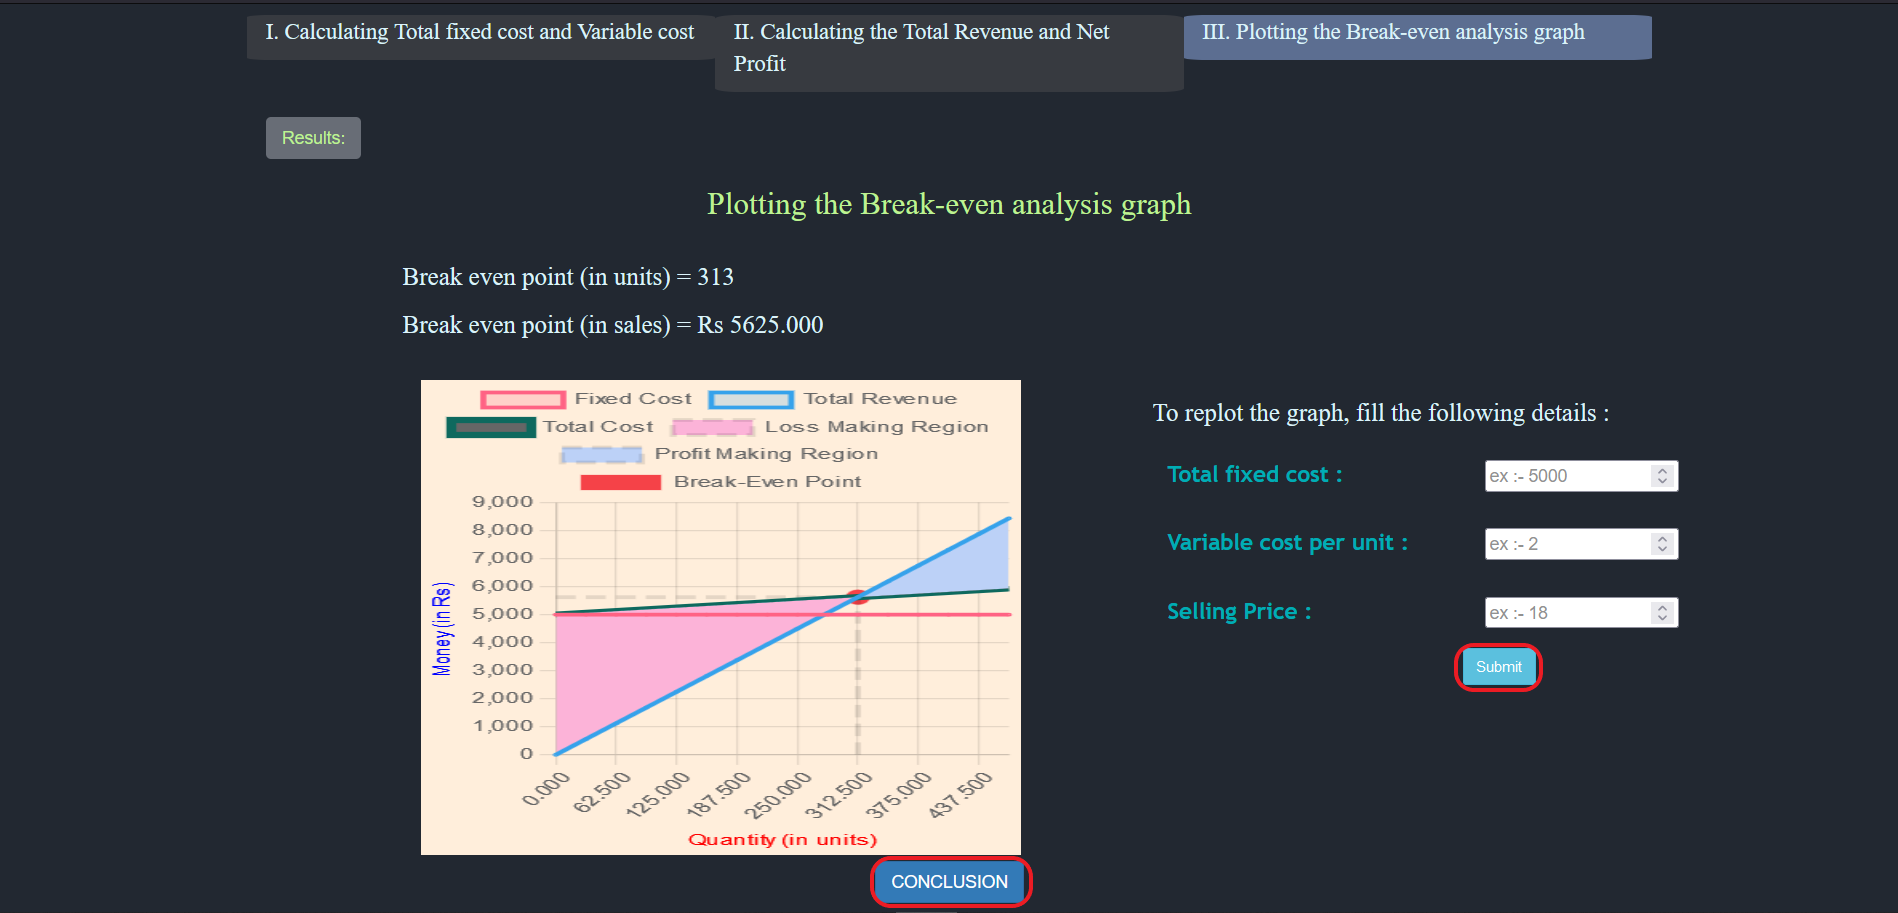 I. Calculating Total fixed cost and Variable cost
II. Calculating the Total Revenue and Net
Profit
III. Plotting the Break-even analysis graph
Results:
Plotting the Break-even analysis graph
Break even point (in units) = 313
Break even point (in sales) = Rs 5625.000
Fixed Cost Total Revenue
Total Cost Loss Making Region
Profit Making Region
Break-Even Point
9,000
8,000
7,000
6,000
5,000
4,000
3,000
2,000
1,000
0
Money (in Rs)
0.000 62.500 125.000 187.500 250.000 312.500 375.000 437.500
Quantity (in units)
CONCLUSION
To replot the graph, fill the following details :
Total fixed cost : ex :- 5000
Variable cost per unit : ex :- 2
Selling Price : ex :- 18
Submit